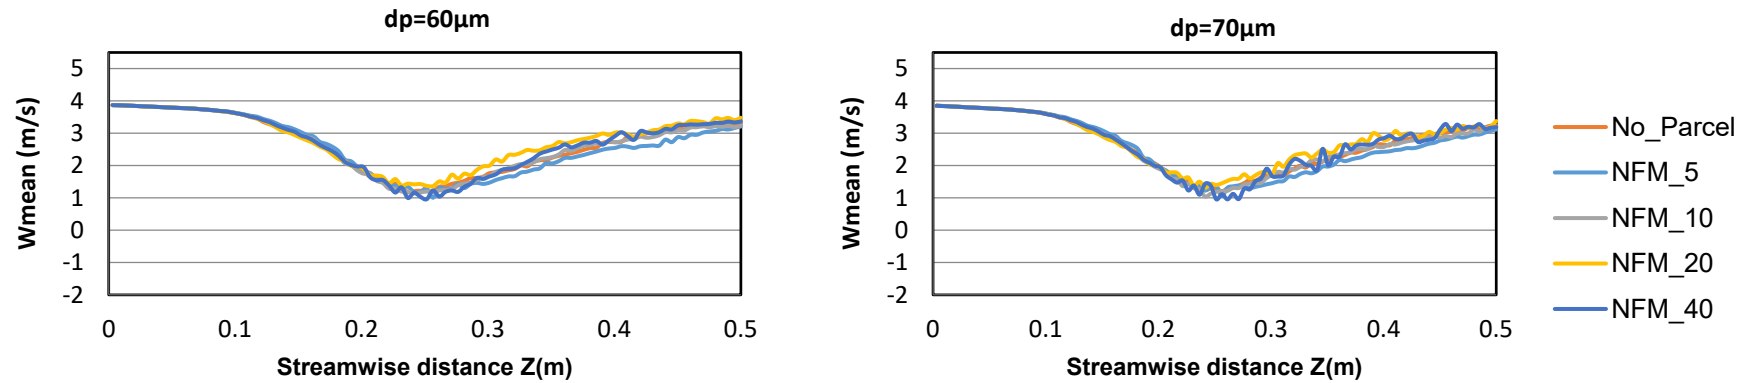 dp=60μm
5
4
3
2
1
0
-1
-2
Wmean (m/s)
0 0.1 0.2 0.3 0.4 0.5
Streamwise distance Z(m)
dp=70μm
5
4
3
2
1
0
-1
-2
Wmean (m/s)
0 0.1 0.2 0.3 0.4 0.5
Streamwise distance Z(m)
No_Parcel
NFM_5
NFM_10
NFM_20
NFM_40